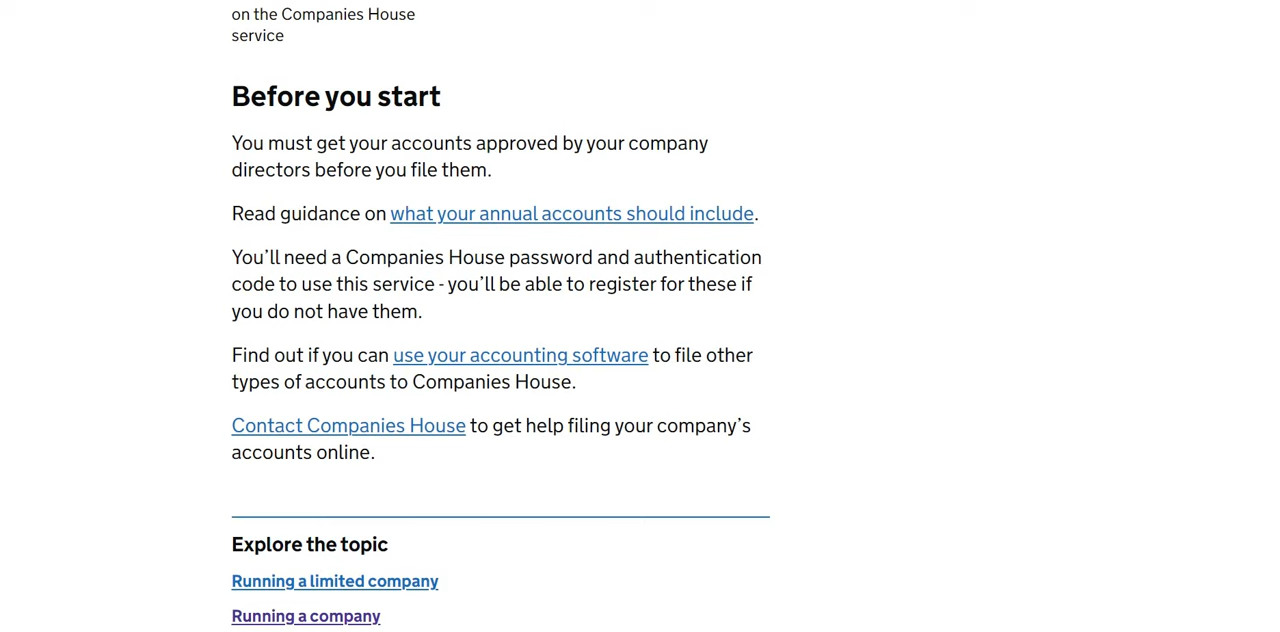 on the Companies House
service
Before you start
You must get your accounts approved by your company
directors before you file them.
Read guidance on what your annual accounts should include.
You’ll need a Companies House password and authentication
code to use this service - you’ll be able to register for these if
you do not have them.
Find out if you can use your accounting software to file other
types of accounts to Companies House.
Contact Companies House to get help filing your company’s
accounts online.
Explore the topic
Running a limited company
Running a company